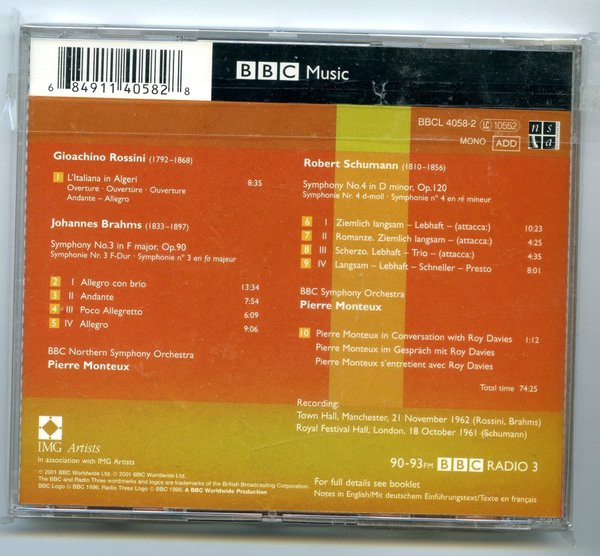 BBC Music
6 84911 40582 8
BBCL 4058-2 LC 10552
MONO ADD
nsda
Gioachino Rossini (1792–1868)
1 L'Italiana in Algeri 8:35
Overture · Ouvertüre · Ouverture
Andante – Allegro
Johannes Brahms (1833–1897)
Symphony No.3 in F major, Op.90
Symphonie Nr. 3 F-Dur · Symphonie n° 3 en fa majeur
2 I Allegro con brio 13:34
3 II Andante 7:54
4 III Poco Allegretto 6:09
5 IV Allegro 9:06
BBC Northern Symphony Orchestra
Pierre Monteux
Robert Schumann (1810–1856)
Symphony No.4 in D minor, Op.120
Symphonie Nr. 4 d-moll · Symphonie n° 4 en ré mineur
6 I Ziemlich langsam – Lebhaft – (attacca:) 10:23
7 II Romanze. Ziemlich langsam – (attacca:) 4:25
8 III Scherzo. Lebhaft – Trio – (attacca:) 4:35
9 IV Langsam – Lebhaft – Schneller – Presto 8:01
BBC Symphony Orchestra
Pierre Monteux
10 Pierre Monteux in Conversation with Roy Davies 1:12
Pierre Monteux im Gespräch mit Roy Davies
Pierre Monteux s'entretient avec Roy Davies
Total time 74:25
Recording:
Town Hall, Manchester, 21 November 1962 (Rossini, Brahms)
Royal Festival Hall, London, 18 October 1961 (Schumann)
IMG Artists
In association with IMG Artists
90-93FM BBC RADIO 3
℗ 2001 BBC Worldwide Ltd. © 2001 BBC Worldwide Ltd.
The BBC and Radio Three wordmarks and logos are trademarks of the British Broadcasting Corporation.
BBC Logo © BBC 1996. Radio Three Logo © BBC 1996. A BBC Worldwide Production
For full details see booklet
Notes in English/Mit deutschem Einführungstext/Texte en français